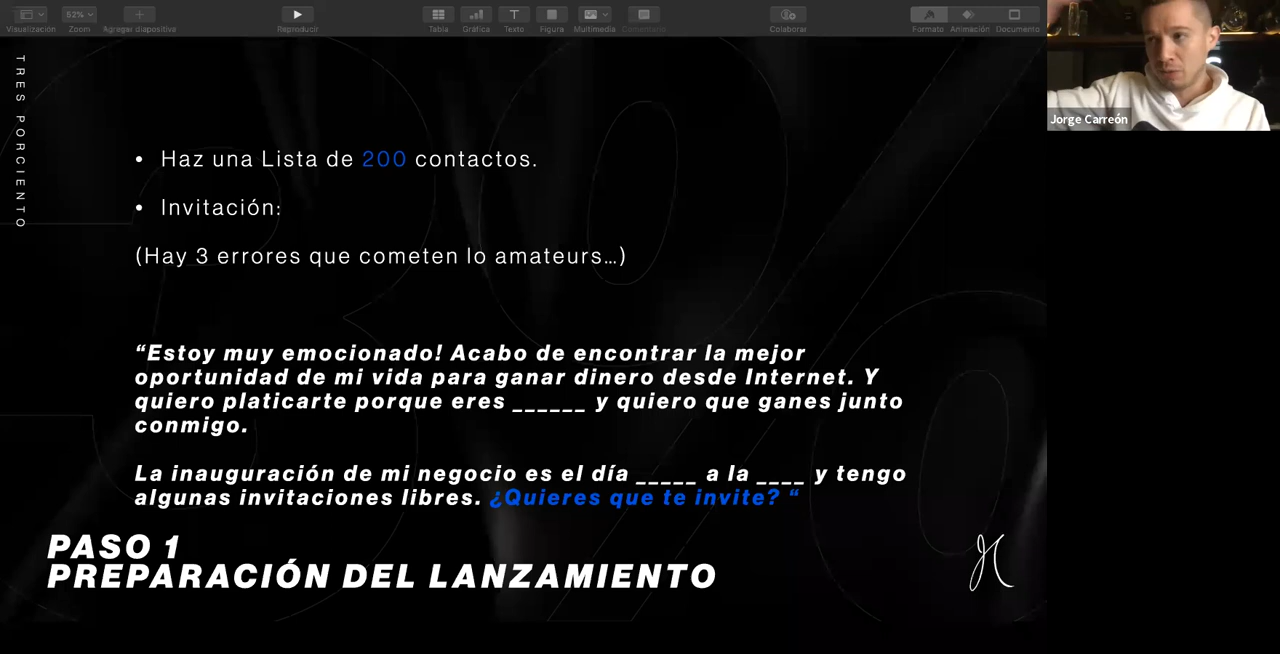 52%
Visualización Zoom Agregar diapositiva Reproducir Tabla Gráfica Texto Figura Multimedia Comentario Colaborar Formato Animación Documento
TRES PORCIENTO
Jorge Carreón
• Haz una Lista de 200 contactos.
• Invitación:
(Hay 3 errores que cometen lo amateurs…)
“Estoy muy emocionado! Acabo de encontrar la mejor
oportunidad de mi vida para ganar dinero desde Internet. Y
quiero platicarte porque eres ______ y quiero que ganes junto
conmigo.
La inauguración de mi negocio es el día _____ a la ____ y tengo
algunas invitaciones libres. ¿Quieres que te invite? “
PASO 1
PREPARACIÓN DEL LANZAMIENTO